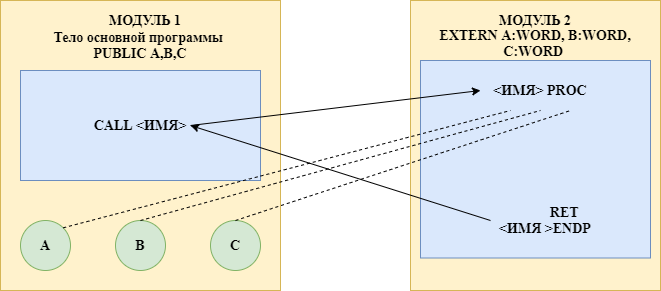 МОДУЛЬ 1
Тело основной программы
PUBLIC A,B,C
CALL <ИМЯ>
A
B
C
МОДУЛЬ 2
EXTERN A:WORD, B:WORD,
C:WORD
<ИМЯ> PROC
RET
<ИМЯ >ENDP